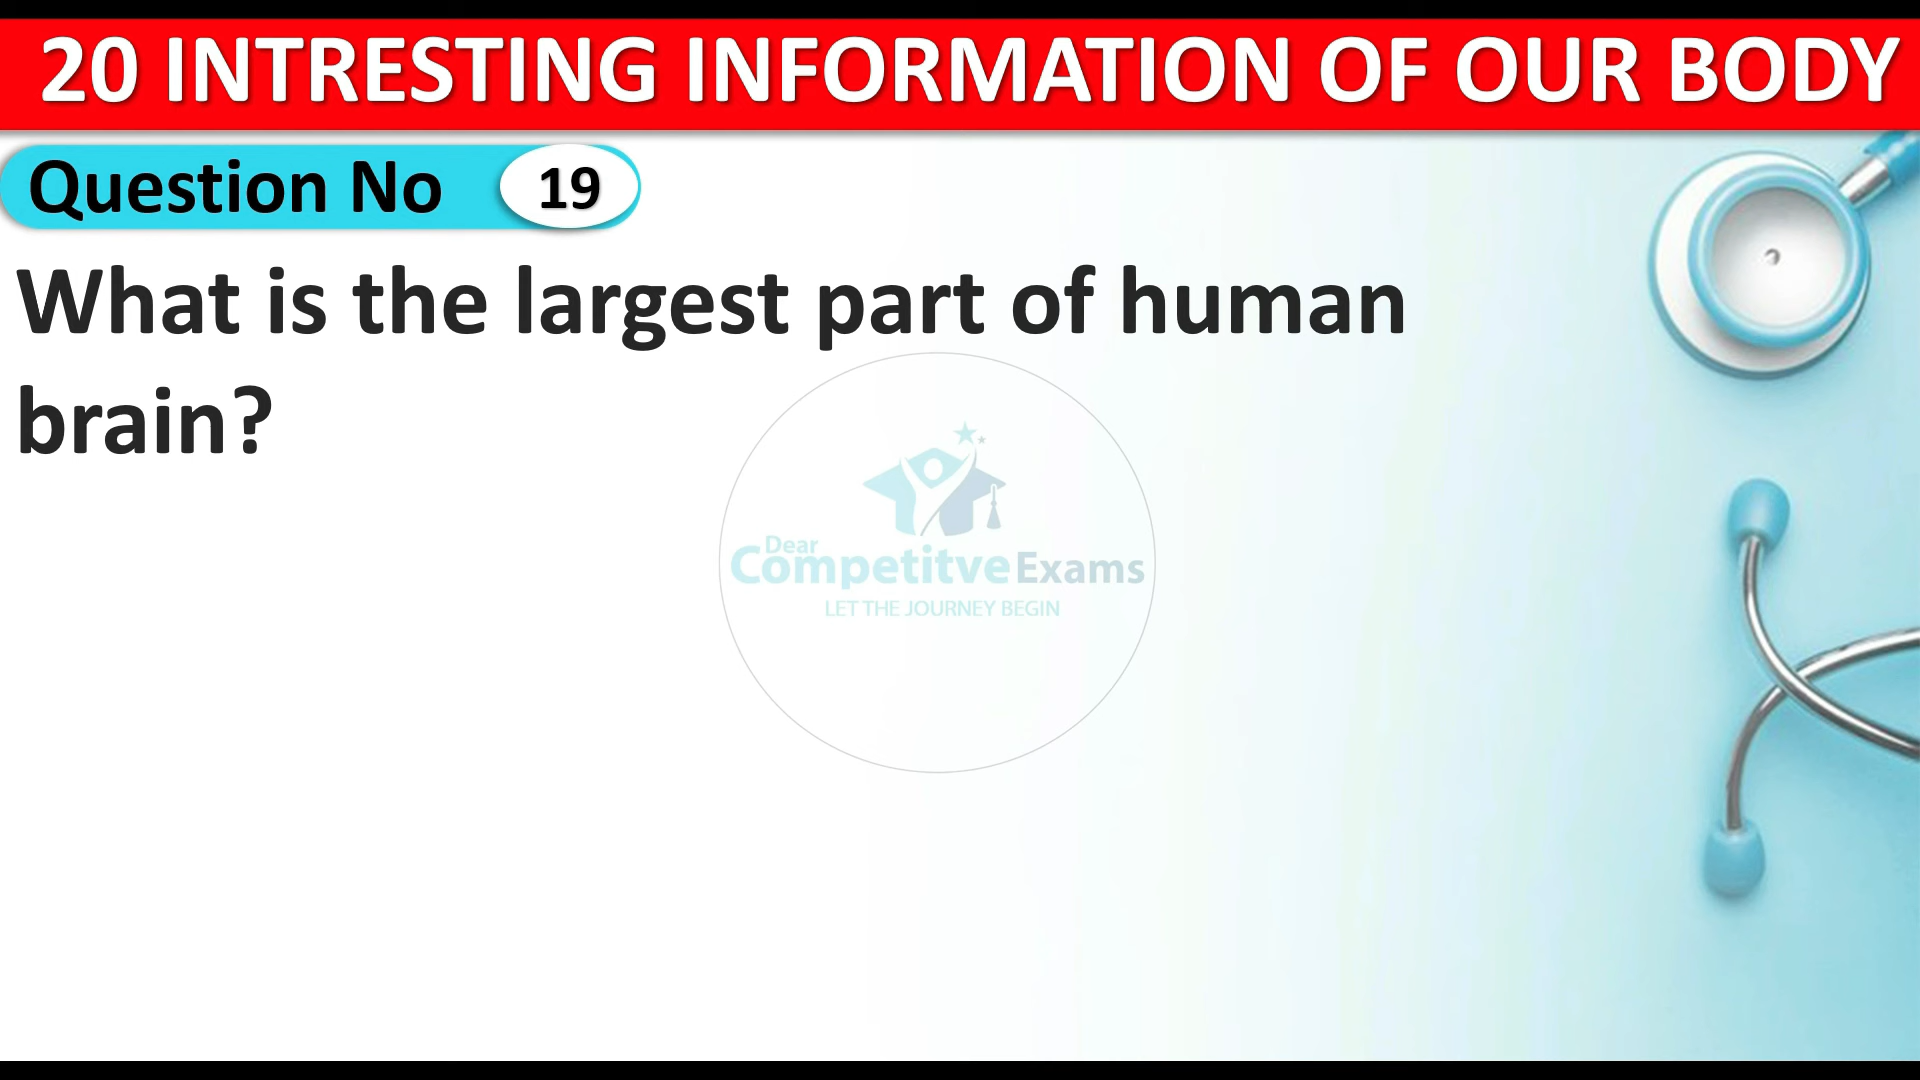 20 INTRESTING INFORMATION OF OUR BODY
Question No 19
What is the largest part of human
brain?
Dear
Competitve Exams
LET THE JOURNEY BEGIN